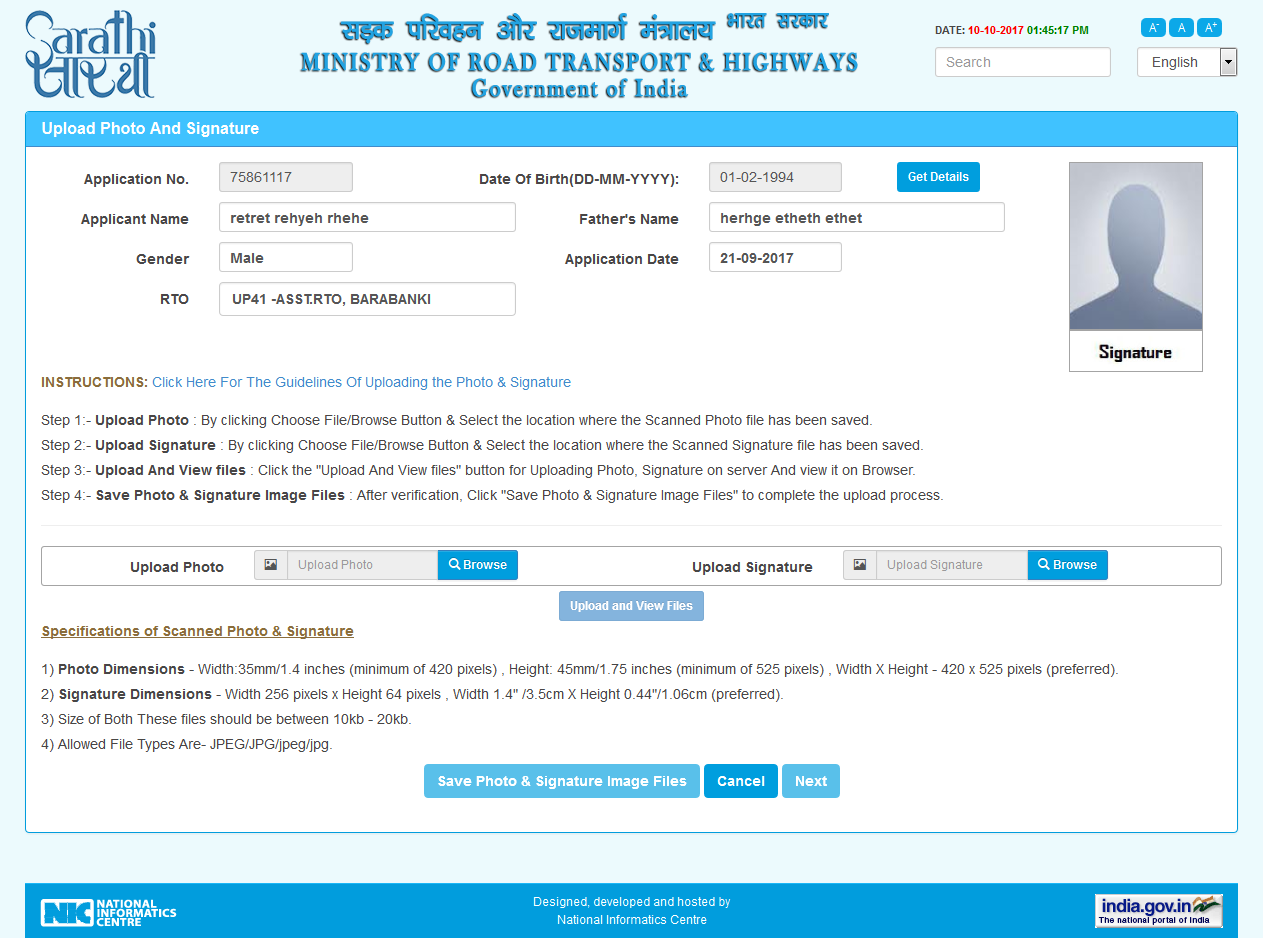 Sarathi
सारथी
सड़क परिवहन और राजमार्ग मंत्रालय भारत सरकार
MINISTRY OF ROAD TRANSPORT & HIGHWAYS
Government of India
DATE: 10-10-2017 01:45:17 PM
A- A A+
Search
English
Upload Photo And Signature
Application No. 75861117 Date Of Birth(DD-MM-YYYY): 01-02-1994 Get Details
Applicant Name retret rehyeh rhehe Father's Name herhge etheth ethet
Gender Male Application Date 21-09-2017
RTO UP41 -ASST.RTO, BARABANKI
Signature
INSTRUCTIONS: Click Here For The Guidelines Of Uploading the Photo & Signature
Step 1:- Upload Photo : By clicking Choose File/Browse Button & Select the location where the Scanned Photo file has been saved.
Step 2:- Upload Signature : By clicking Choose File/Browse Button & Select the location where the Scanned Signature file has been saved.
Step 3:- Upload And View files : Click the "Upload And View files" button for Uploading Photo, Signature on server And view it on Browser.
Step 4:- Save Photo & Signature Image Files : After verification, Click "Save Photo & Signature Image Files" to complete the upload process.
Upload Photo Upload Photo Browse Upload Signature Upload Signature Browse
Upload and View Files
Specifications of Scanned Photo & Signature
1) Photo Dimensions - Width:35mm/1.4 inches (minimum of 420 pixels) , Height: 45mm/1.75 inches (minimum of 525 pixels) , Width X Height - 420 x 525 pixels (preferred).
2) Signature Dimensions - Width 256 pixels x Height 64 pixels , Width 1.4" /3.5cm X Height 0.44"/1.06cm (preferred).
3) Size of Both These files should be between 10kb - 20kb.
4) Allowed File Types Are- JPEG/JPG/jpeg/jpg.
Save Photo & Signature Image Files Cancel Next
NIC NATIONAL
INFORMATICS
CENTRE
Designed, developed and hosted by
National Informatics Centre
india.gov.in
The national portal of India